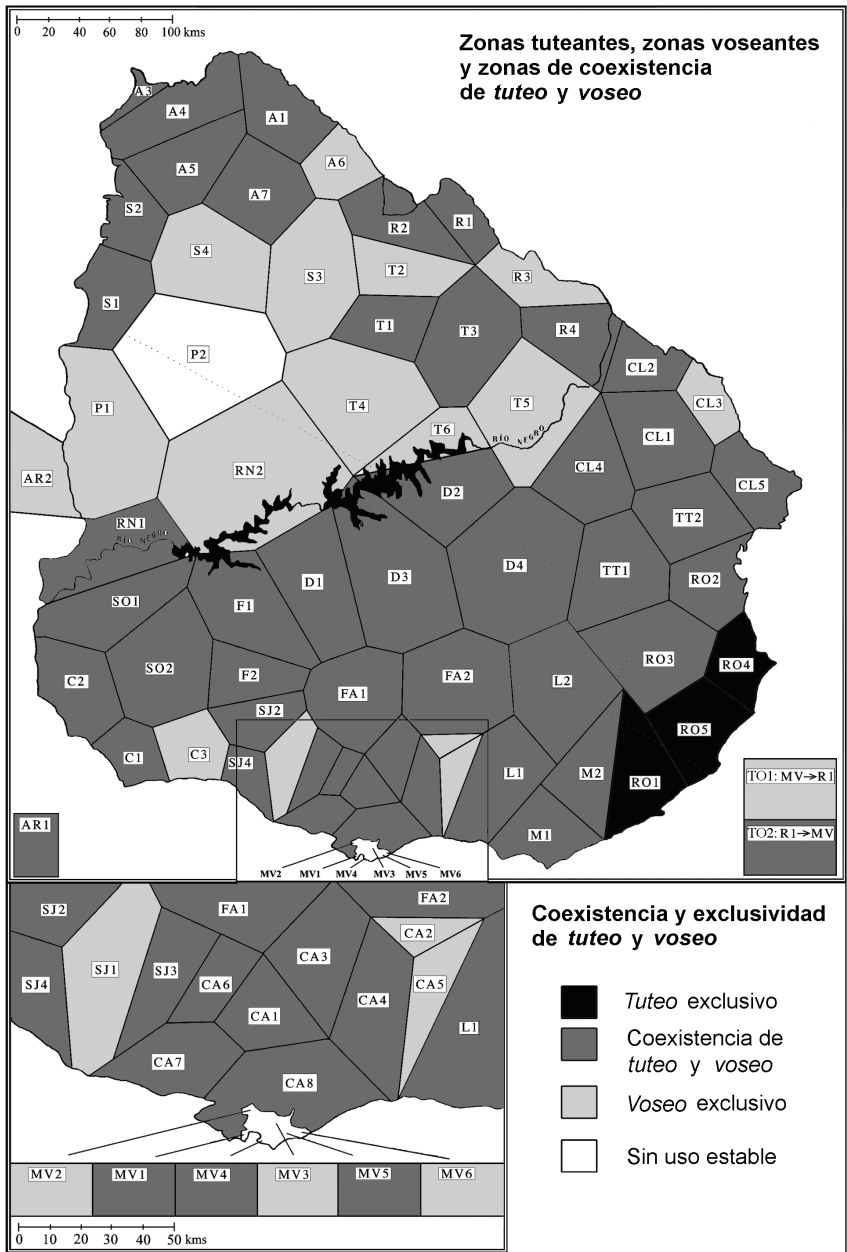 0 20 40 60 80 100 kms
Zonas tuteantes, zonas voseantes
y zonas de coexistencia
de tuteo y voseo
A3
A4
A1
A6
A5
A7
S2
R1
R2
S4
T2
S3
R3
S1
T1
T3
R4
P2
CL2
P1
T4
T5
CL3
T6
RÍO NEGRO
CL1
AR2
RN2
CL4
D2
CL5
RN1
TT2
RÍO NEGRO
D4
TT1
RO2
D1
D3
SO1
F1
RO3
RO4
SO2
F2
C2
FA1
FA2
L2
SJ2
RO5
C1
C3
SJ4
L1
M2
RO1
TO1: MV→R1
AR1
M1
TO2: R1→MV
MV2 MV1 MV4 MV3 MV5 MV6
SJ2
FA1
FA2
CA2
SJ4
SJ1
SJ3
CA6
CA3
CA4
CA5
CA1
L1
CA7
CA8
MV2 MV1 MV4 MV3 MV5 MV6
0 10 20 30 40 50 kms
Coexistencia y exclusividad
de tuteo y voseo
Tuteo exclusivo
Coexistencia de
tuteo y voseo
Voseo exclusivo
Sin uso estable